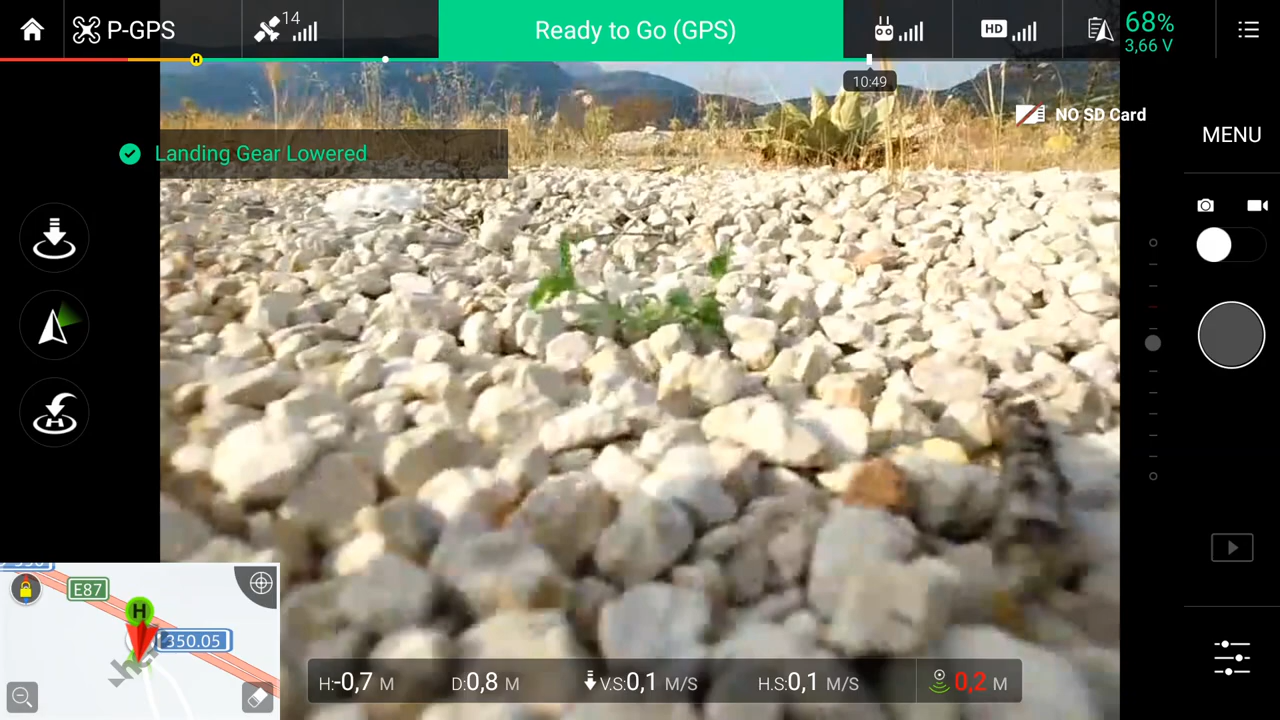 P-GPS
14
Ready to Go (GPS)
HD
68%
3,66 V
H
10:49
NO SD Card
Landing Gear Lowered
MENU
H
E87
H
350.05
H:-0,7 M
D:0,8 M
V.S:0,1 M/S
H.S:0,1 M/S
0,2 M